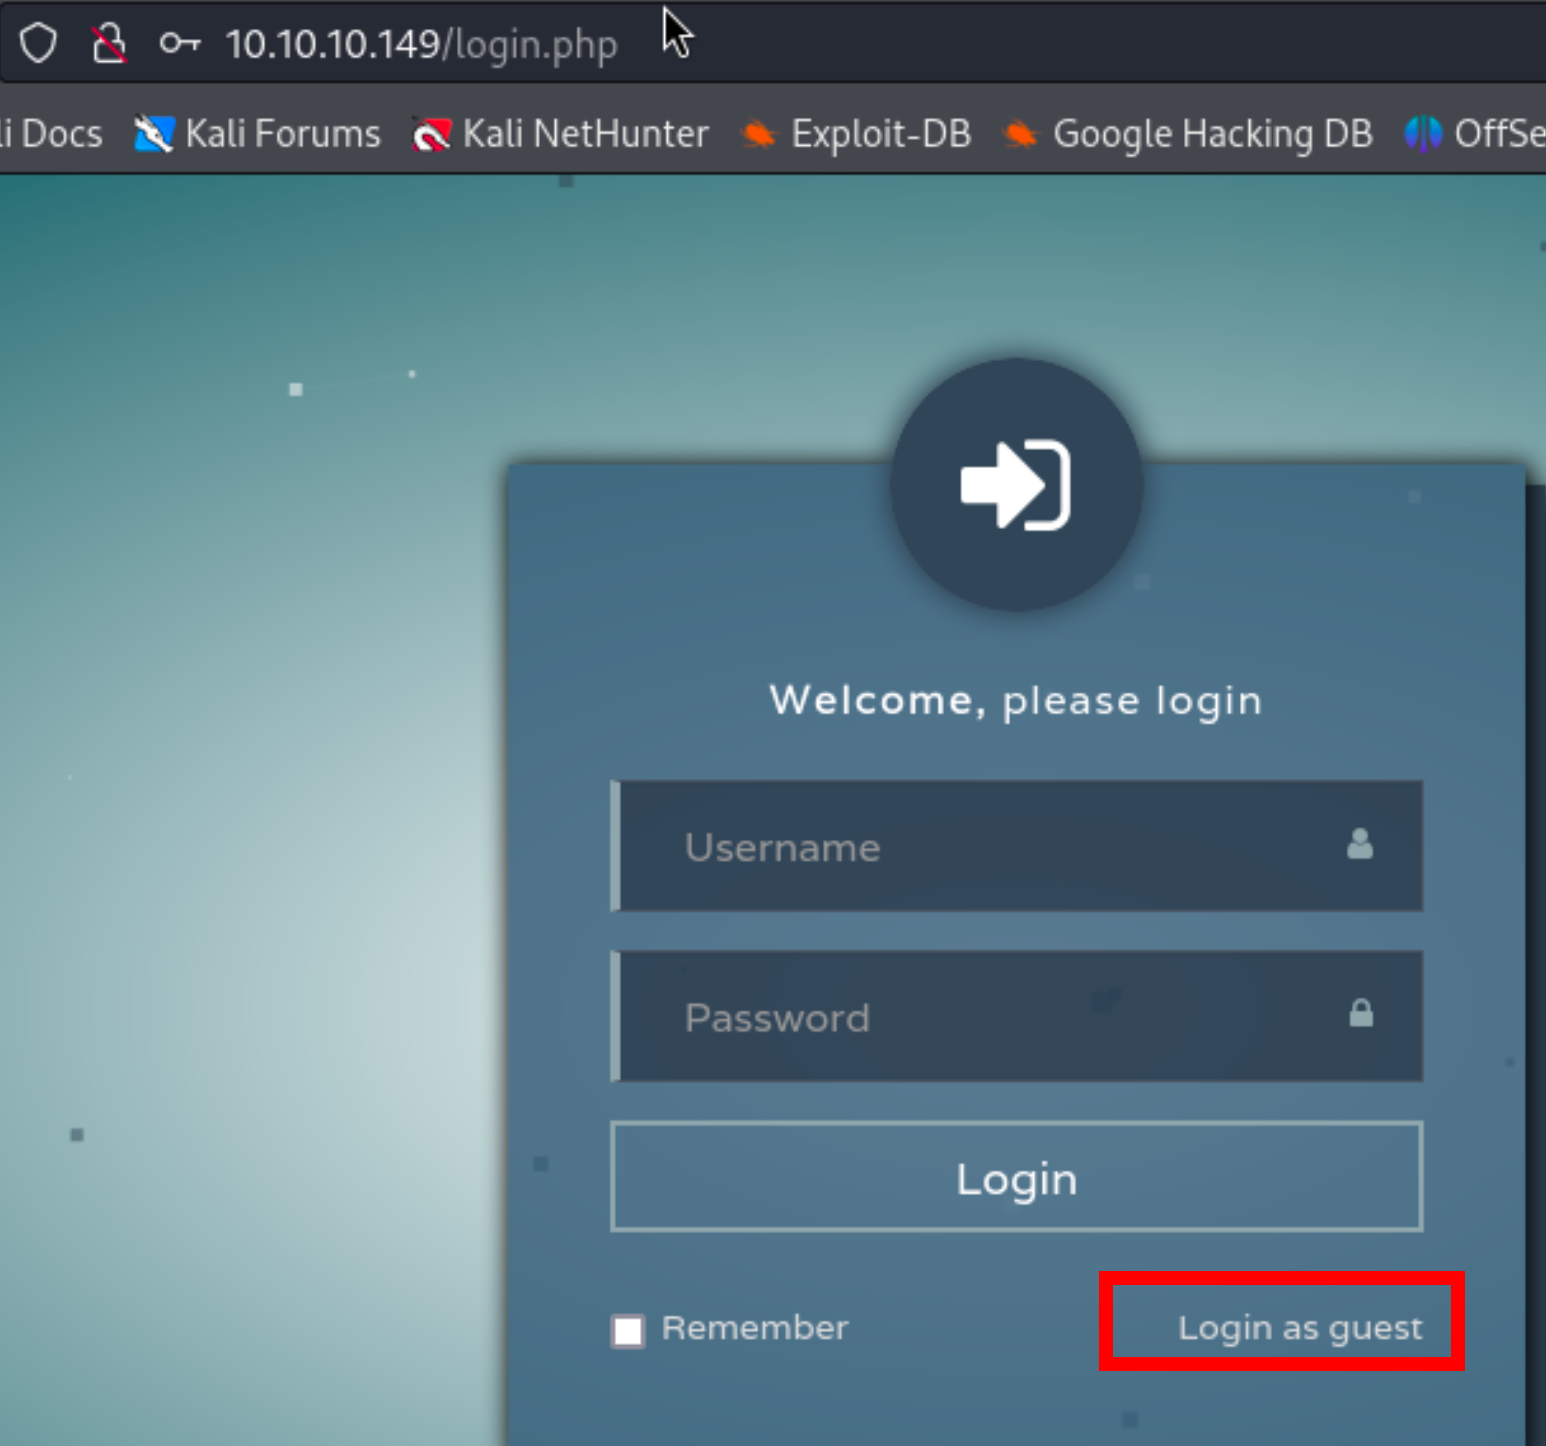 10.10.10.149/login.php
li Docs Kali Forums Kali NetHunter Exploit-DB Google Hacking DB OffSe
Welcome, please login
Username
Password
Login
Remember Login as guest